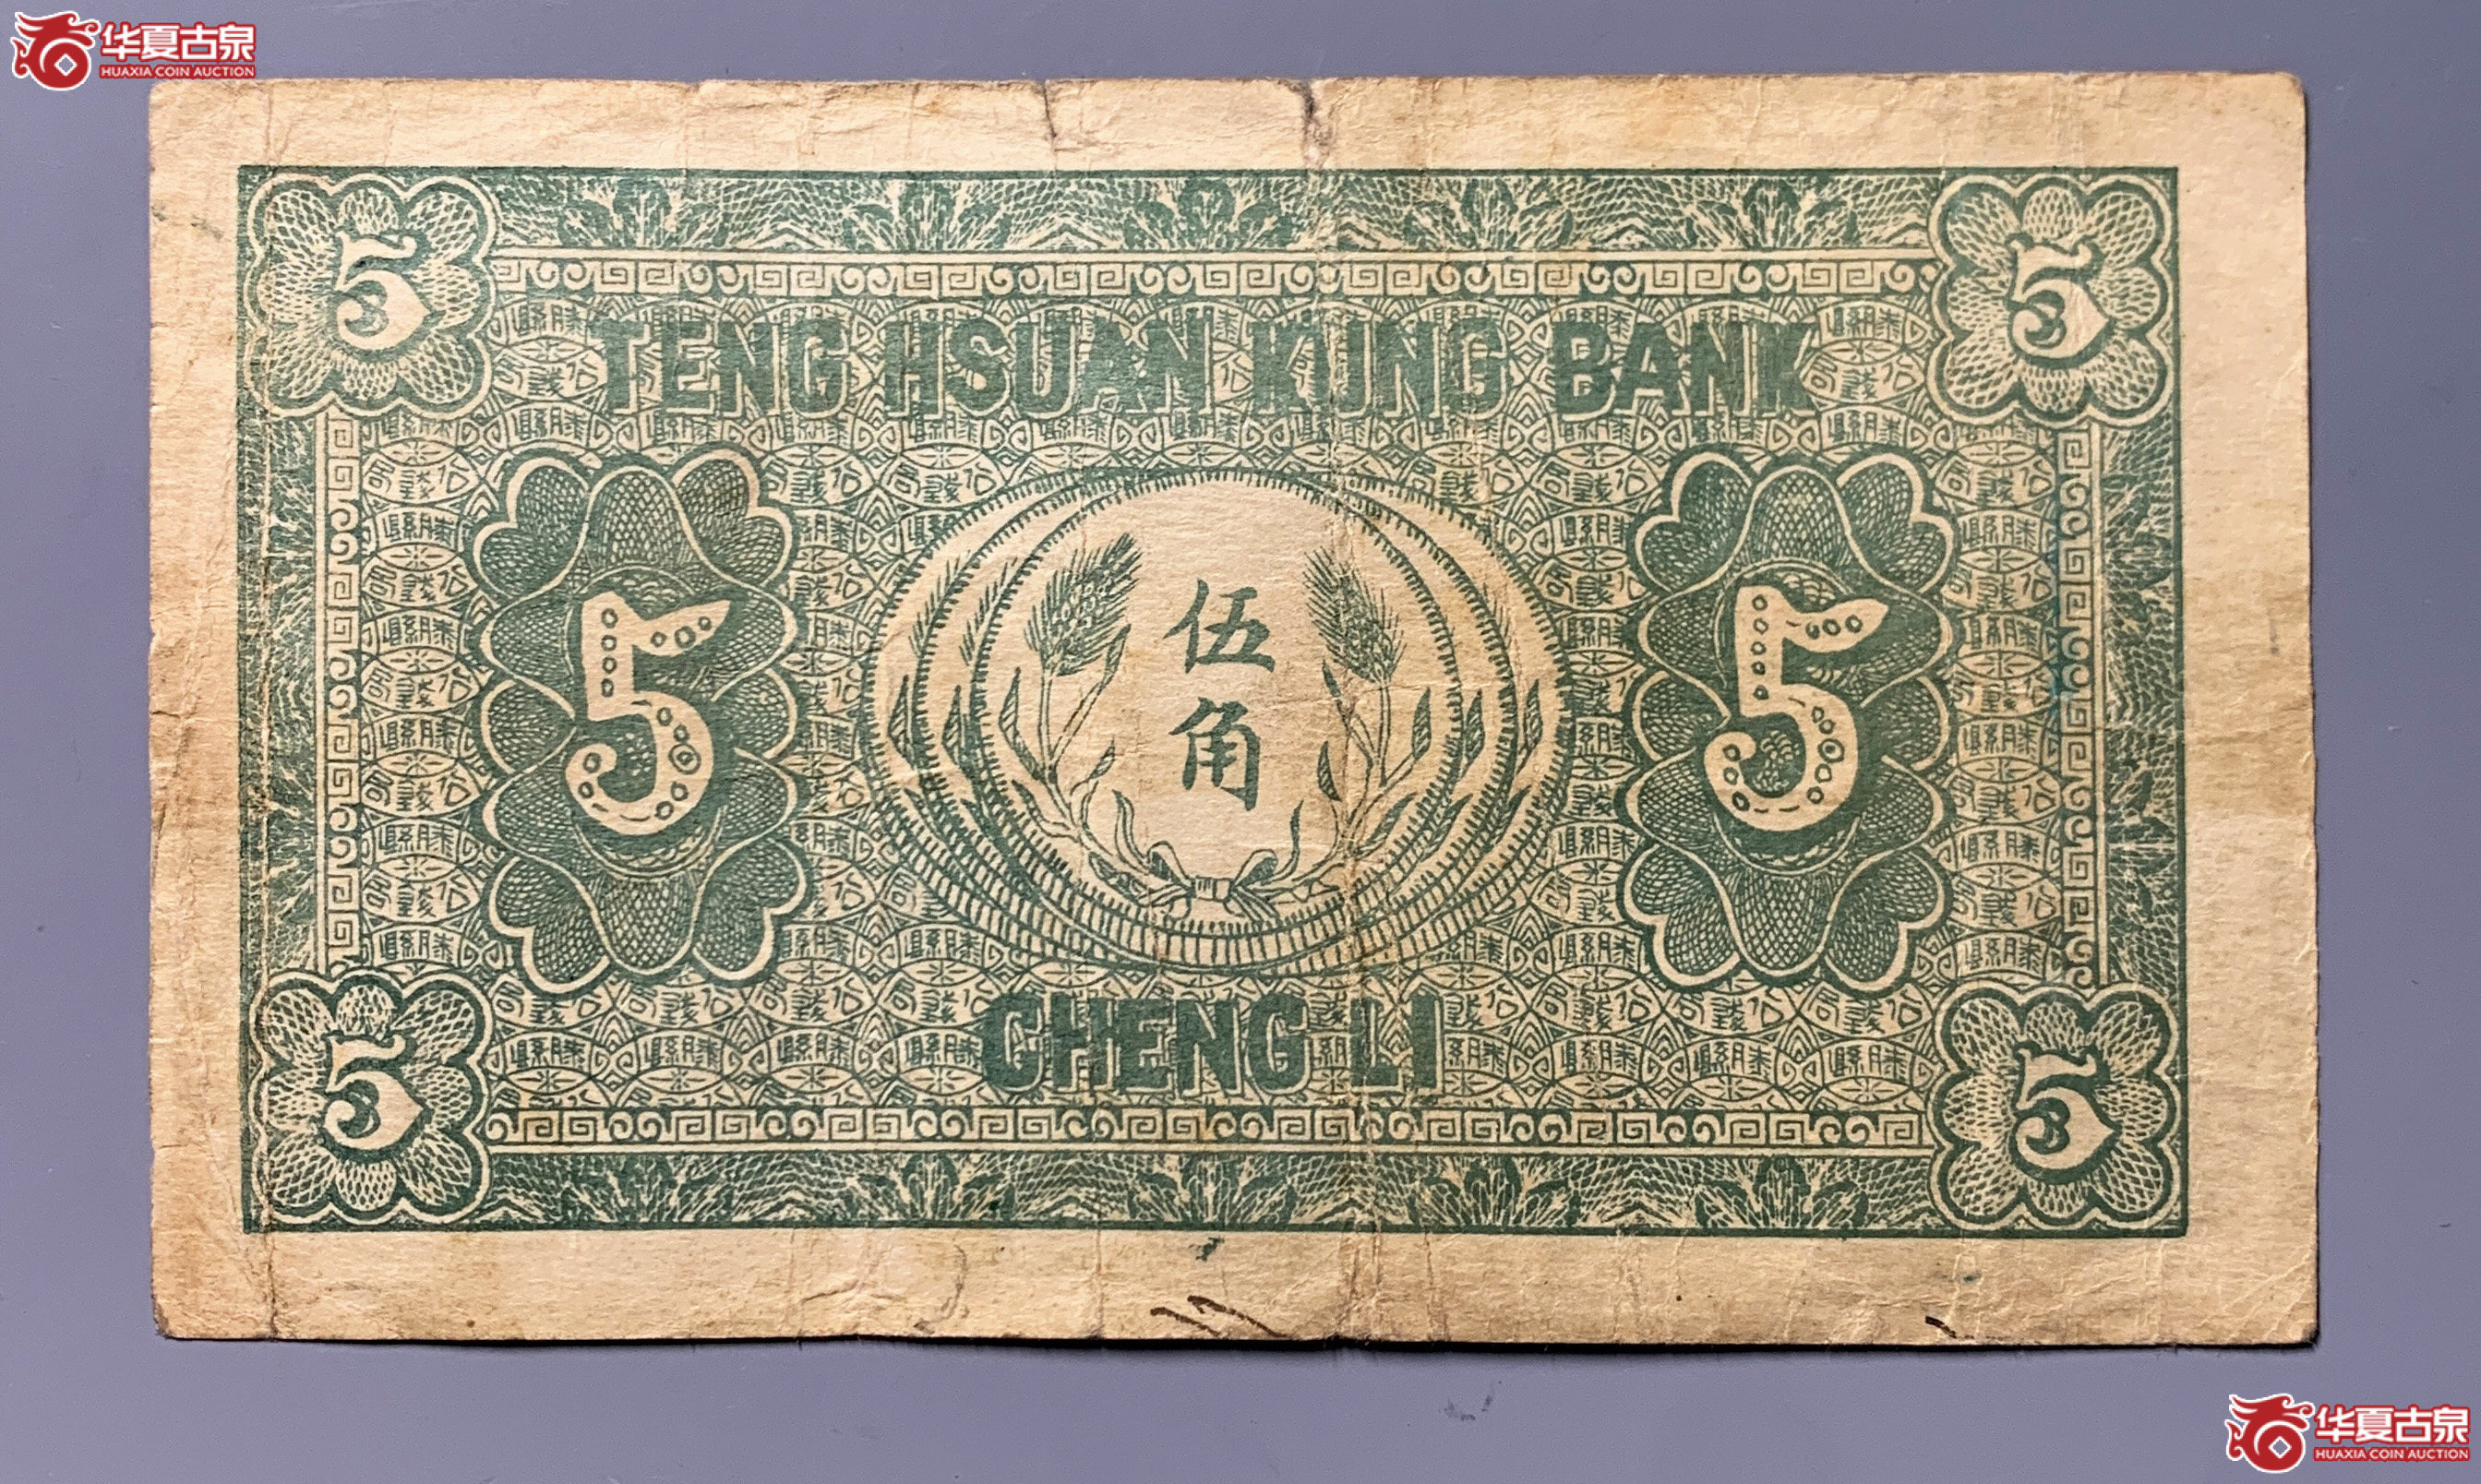 华夏古泉
HUAXIA COIN AUCTION
5 5
TENG HSUAN KUNG BANK
5 伍角 5
CHENG LI
5 5
华夏古泉
HUAXIA COIN AUCTION